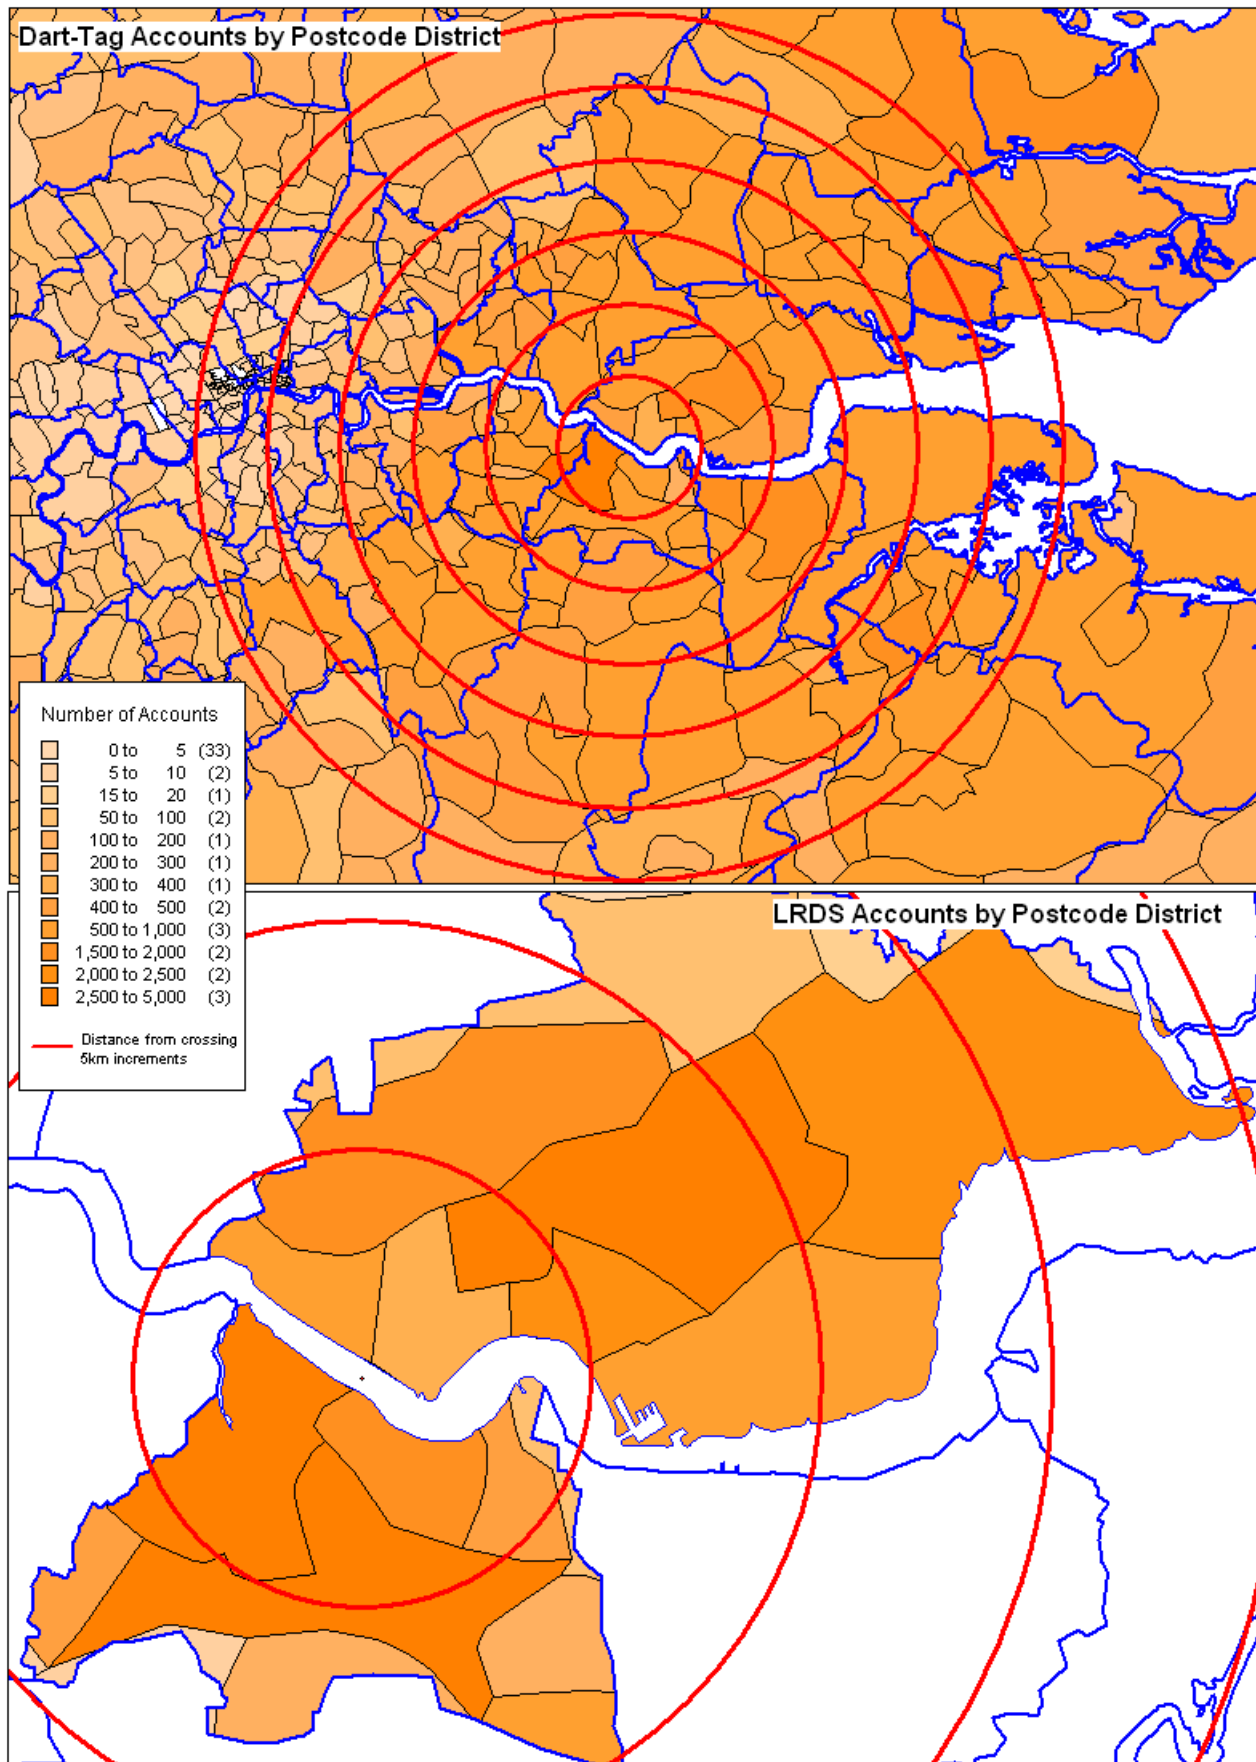 Dart-Tag Accounts by Postcode District
Number of Accounts
0 to 5 (33)
5 to 10 (2)
15 to 20 (1)
50 to 100 (2)
100 to 200 (1)
200 to 300 (1)
300 to 400 (1)
400 to 500 (2)
500 to 1,000 (3)
1,500 to 2,000 (2)
2,000 to 2,500 (2)
2,500 to 5,000 (3)
Distance from crossing
5km increments
LRDS Accounts by Postcode District